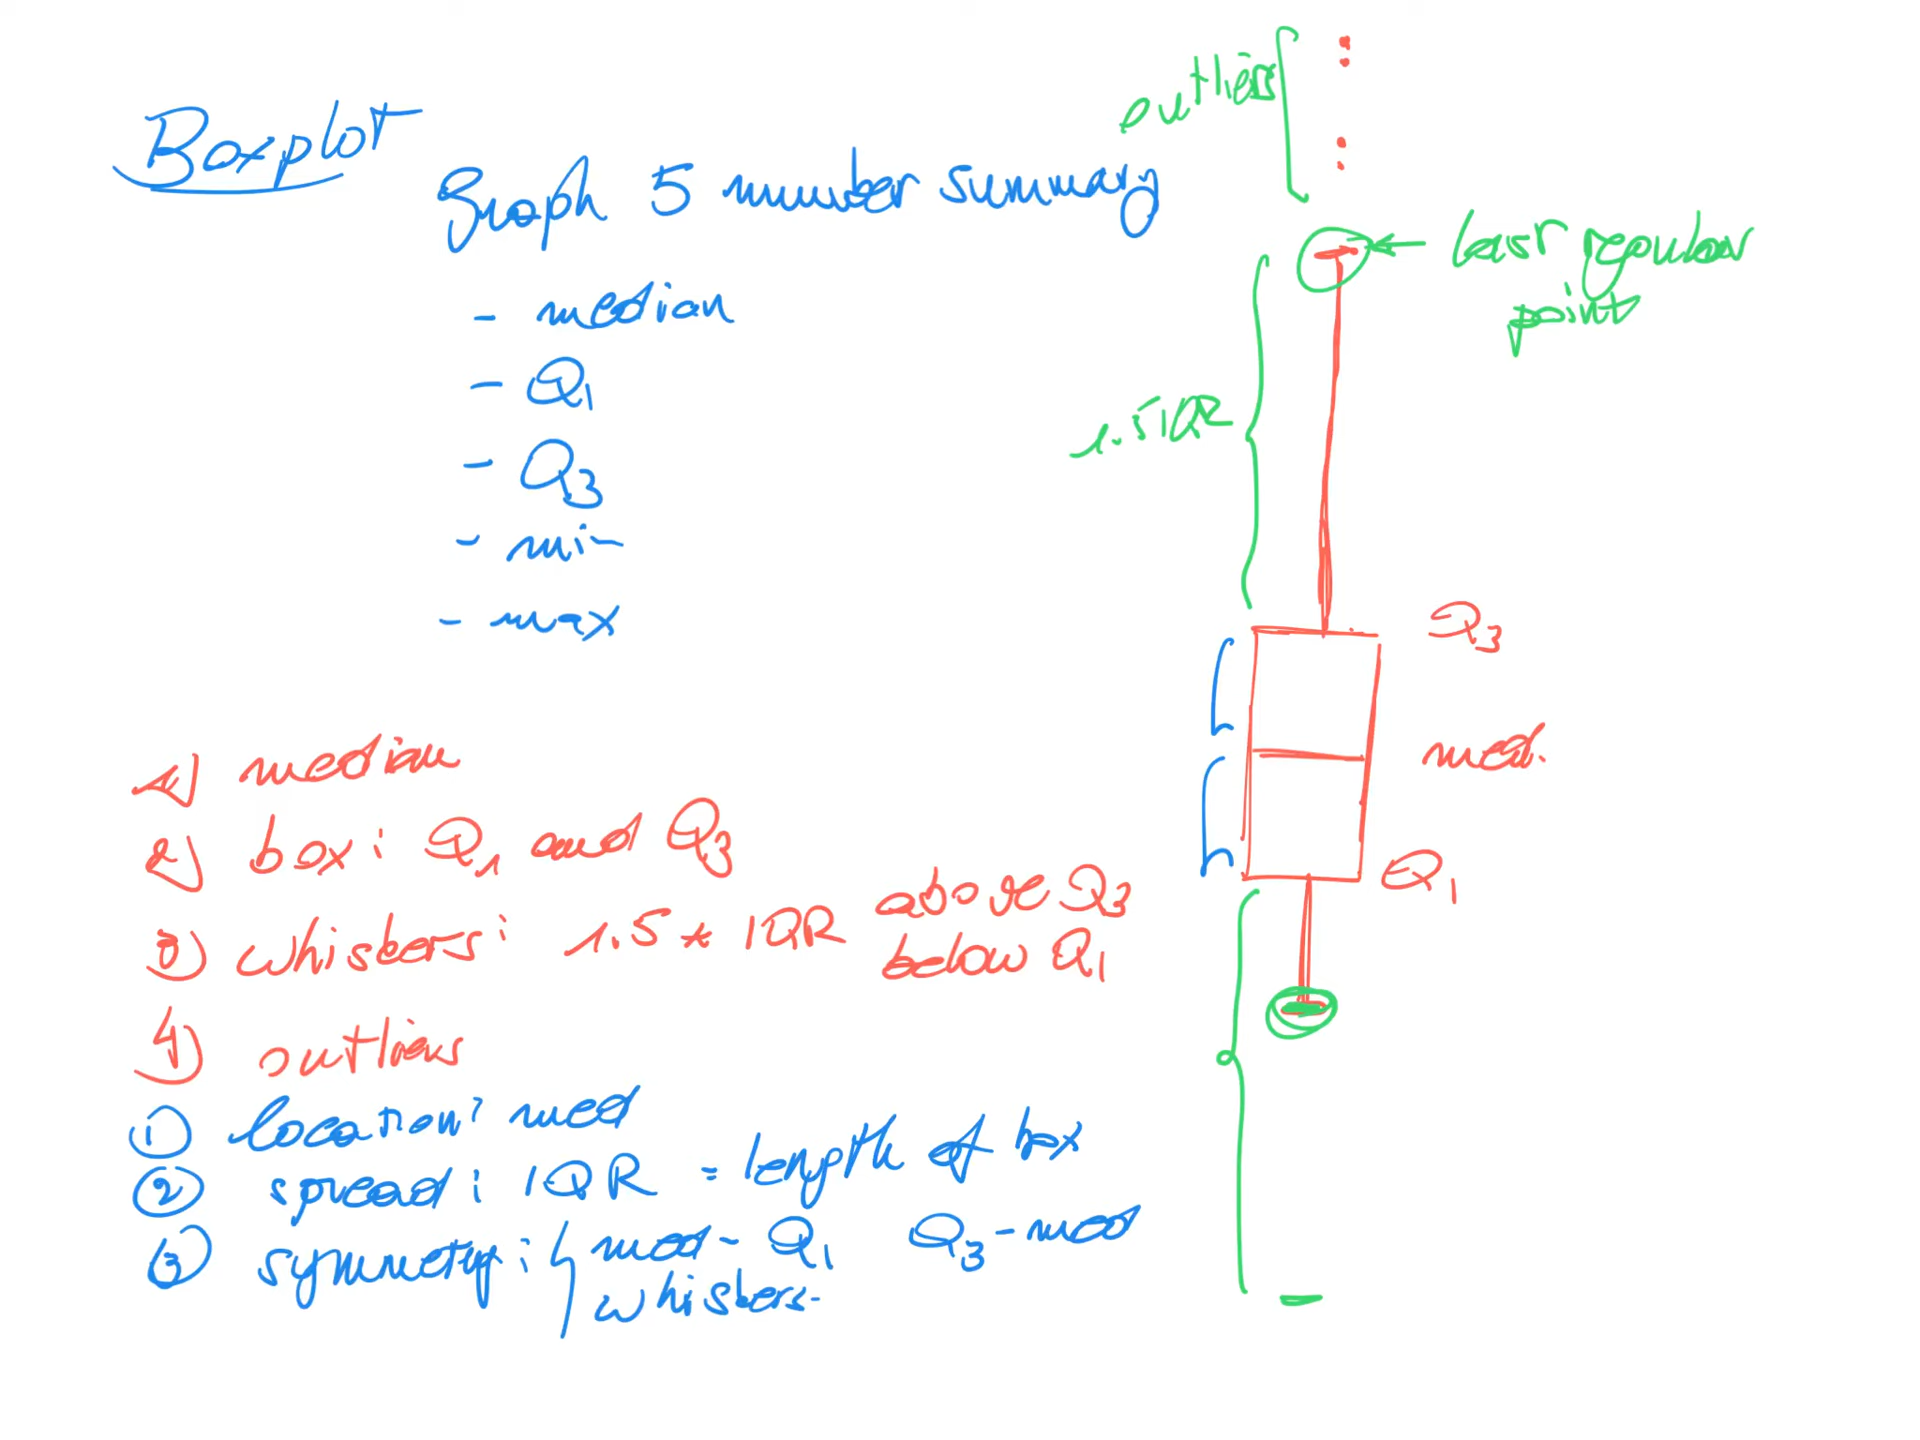 Boxplot
Graph 5 number summary
- median
- Q1
- Q3
- min
- max
1) median
2) box: Q1 and Q3
3) whiskers: 1.5 * IQR above Q3
below Q1
4) outliers
① location: med
② spread: IQR = length of box
③ symmetry: { med - Q1 Q3 - med
whiskers.
outliers
last regular
point
1.5 IQR
Q3
med.
Q1